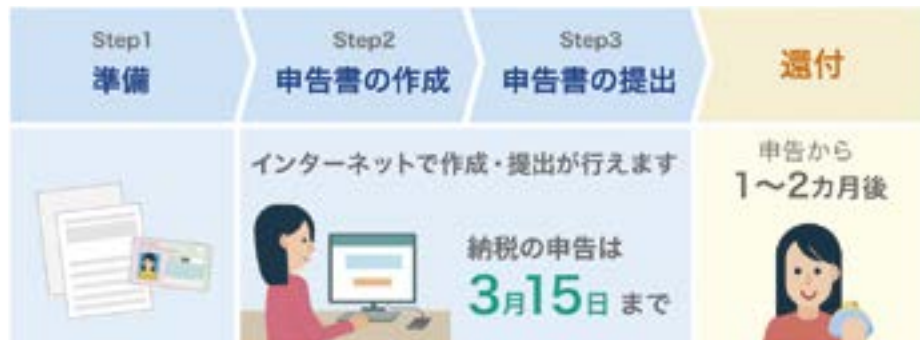 Step1
準備
Step2
申告書の作成
Step3
申告書の提出
還付
インターネットで作成・提出が行えます
納税の申告は
3月15日 まで
申告から
1〜2カ月後